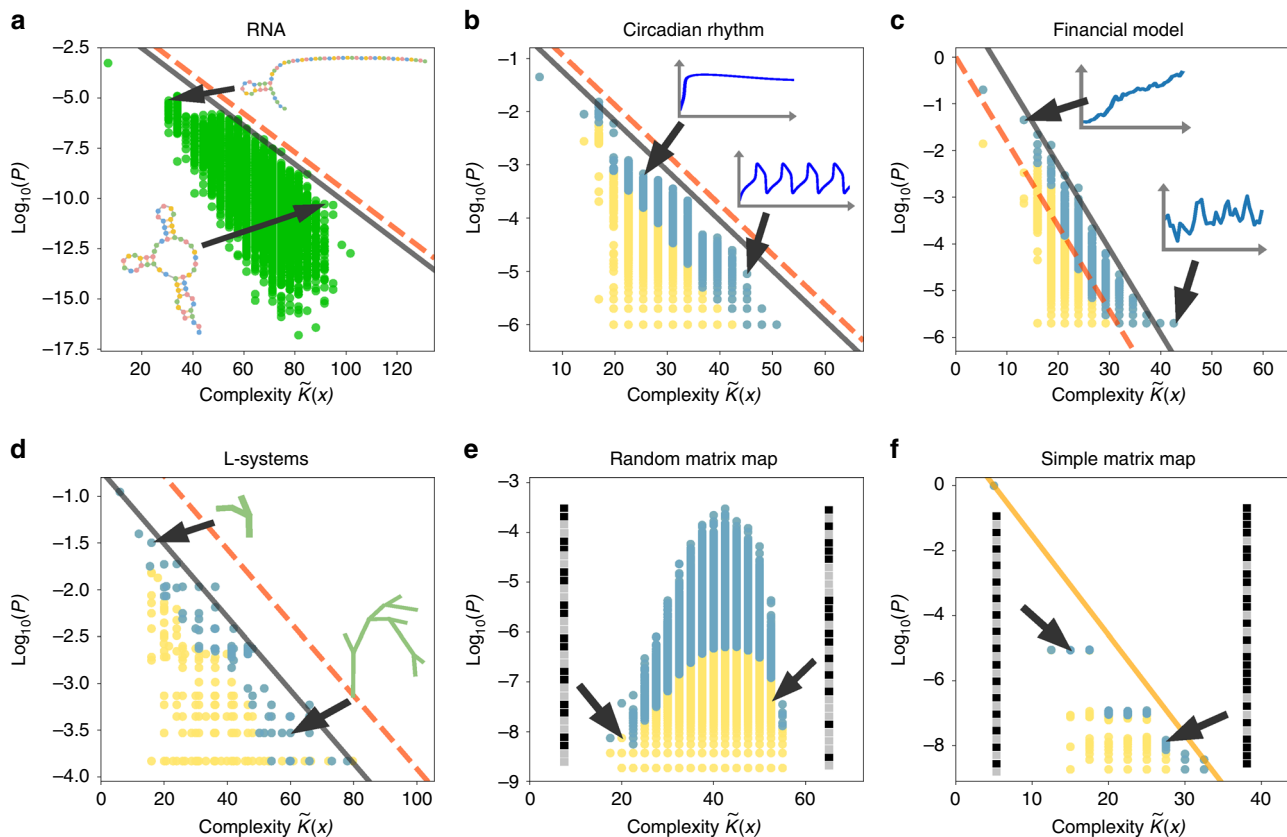 a
RNA
−2.5
−5.0
−7.5
−10.0
−12.5
−15.0
−17.5
Log10(P)
20 40 60 80 100 120
Complexity K̃(x)
b
Circadian rhythm
−1
−2
−3
−4
−5
−6
Log10(P)
10 20 30 40 50 60
Complexity K̃(x)
c
Financial model
0
−1
−2
−3
−4
−5
−6
Log10(P)
0 10 20 30 40 50 60
Complexity K̃(x)
d
L-systems
−1.0
−1.5
−2.0
−2.5
−3.0
−3.5
−4.0
Log10(P)
0 20 40 60 80 100
Complexity K̃(x)
e
Random matrix map
−3
−4
−5
−6
−7
−8
−9
Log10(P)
0 20 40 60
Complexity K̃(x)
f
Simple matrix map
0
−2
−4
−6
−8
Log10(P)
0 10 20 30 40
Complexity K̃(x)